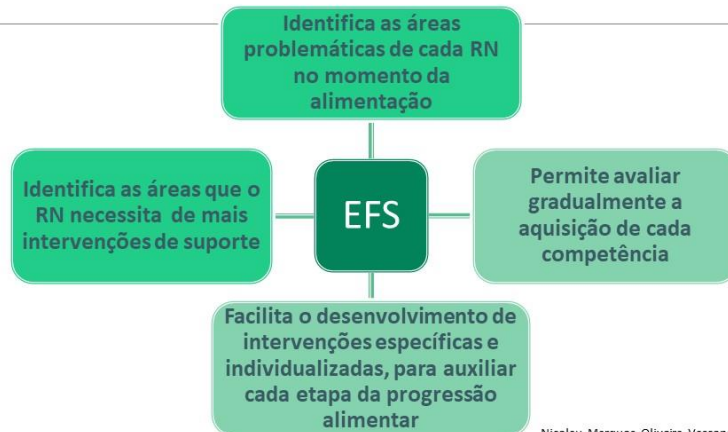 Identifica as áreas
problemáticas de cada RN
no momento da
alimentação
Identifica as áreas que o
RN necessita de mais
intervenções de suporte
EFS
Permite avaliar
gradualmente a
aquisição de cada
competência
Facilita o desenvolvimento de
intervenções específicas e
individualizadas, para auxiliar
cada etapa da progressão
alimentar